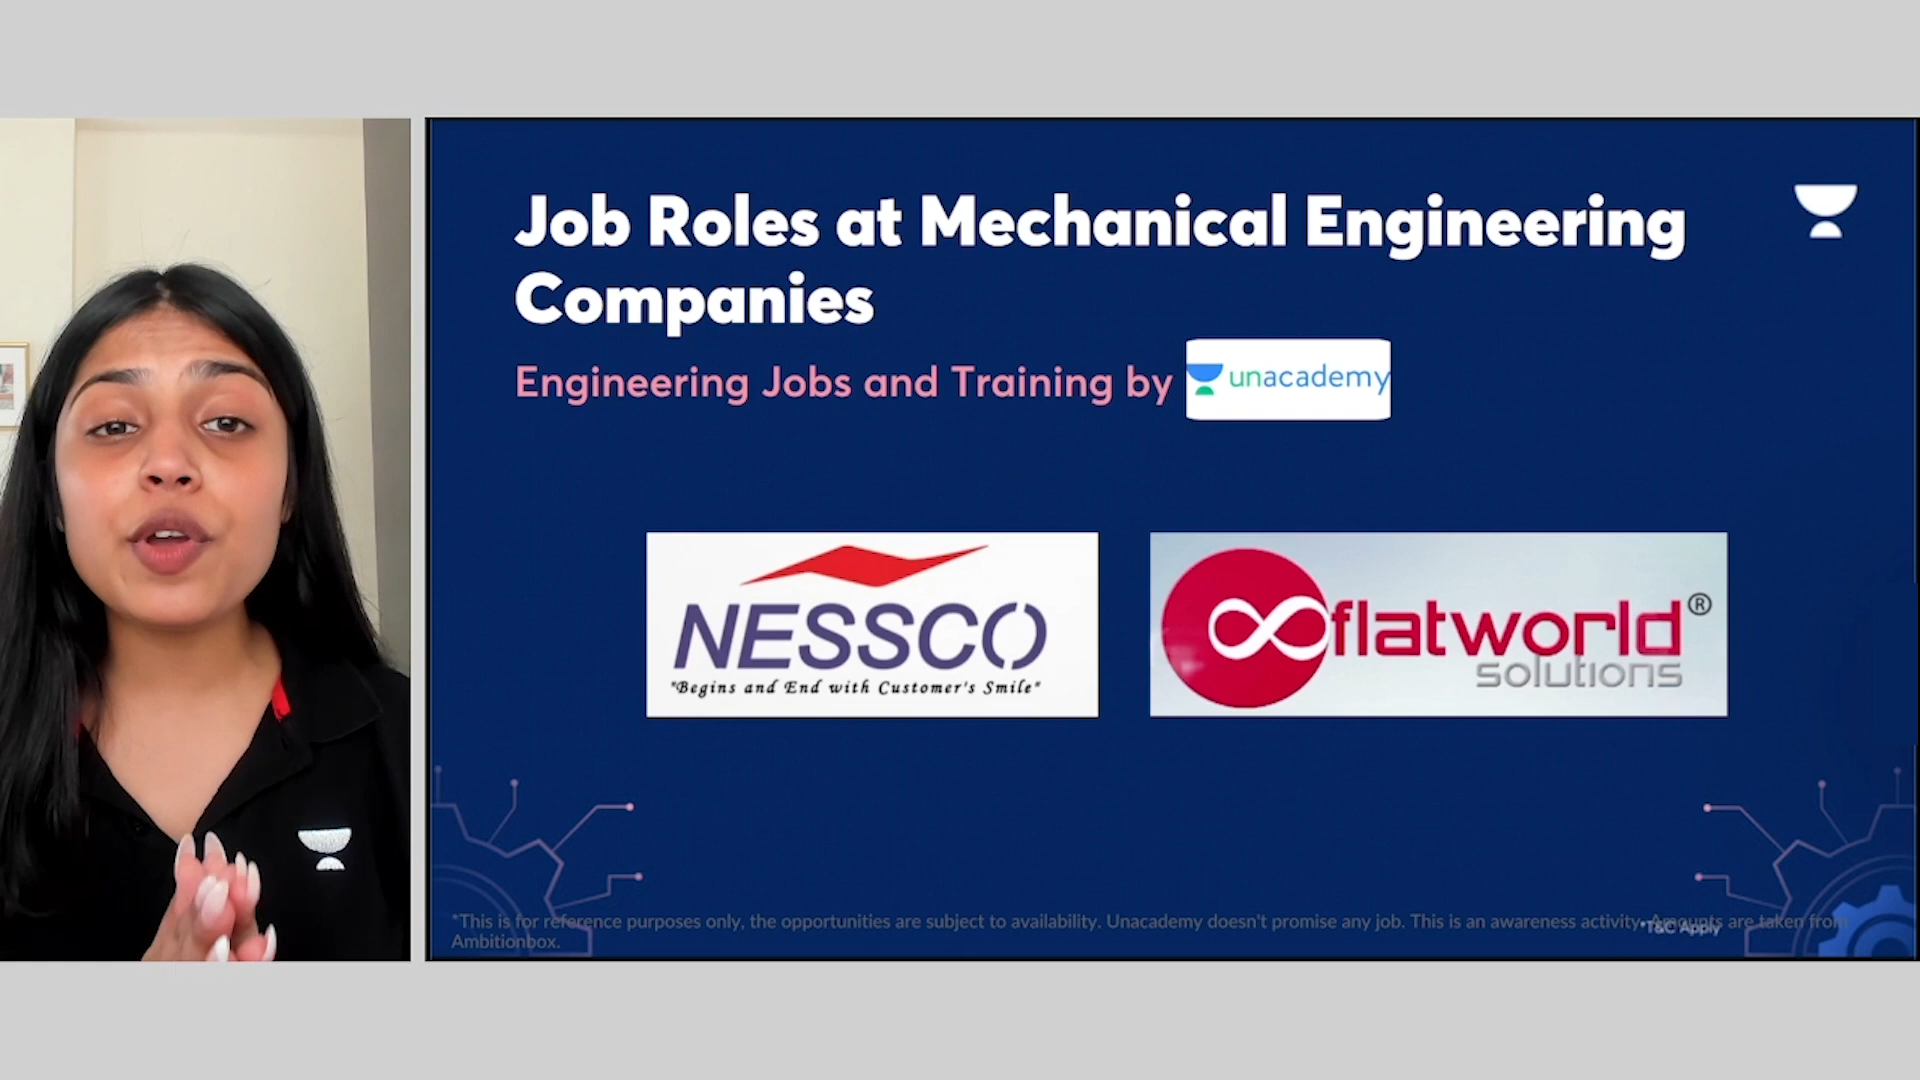 Job Roles at Mechanical Engineering
Companies
Engineering Jobs and Training by unacademy
NESSCO
"Begins and End with Customer's Smile"
flatworld®
solutions
*This is for reference purposes only, the opportunities are subject to availability. Unacademy doesn't promise any job. This is an awareness activity. Amounts are taken from
Ambitionbox.
*T&C Apply